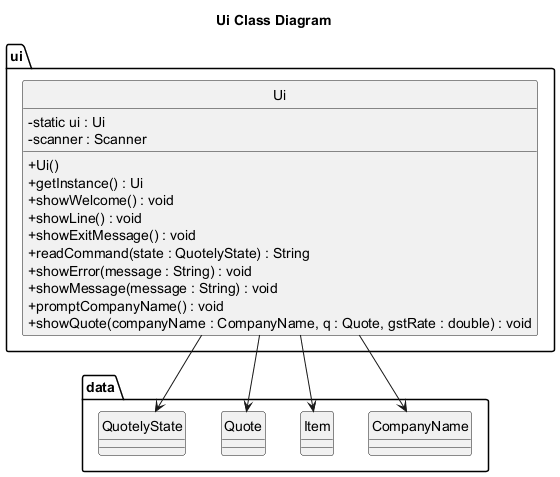 Ui Class Diagram
ui
Ui
-static ui : Ui
-scanner : Scanner
+Ui()
+getInstance() : Ui
+showWelcome() : void
+showLine() : void
+showExitMessage() : void
+readCommand(state : QuotelyState) : String
+showError(message : String) : void
+showMessage(message : String) : void
+promptCompanyName() : void
+showQuote(companyName : CompanyName, q : Quote, gstRate : double) : void
data
QuotelyState Quote Item CompanyName